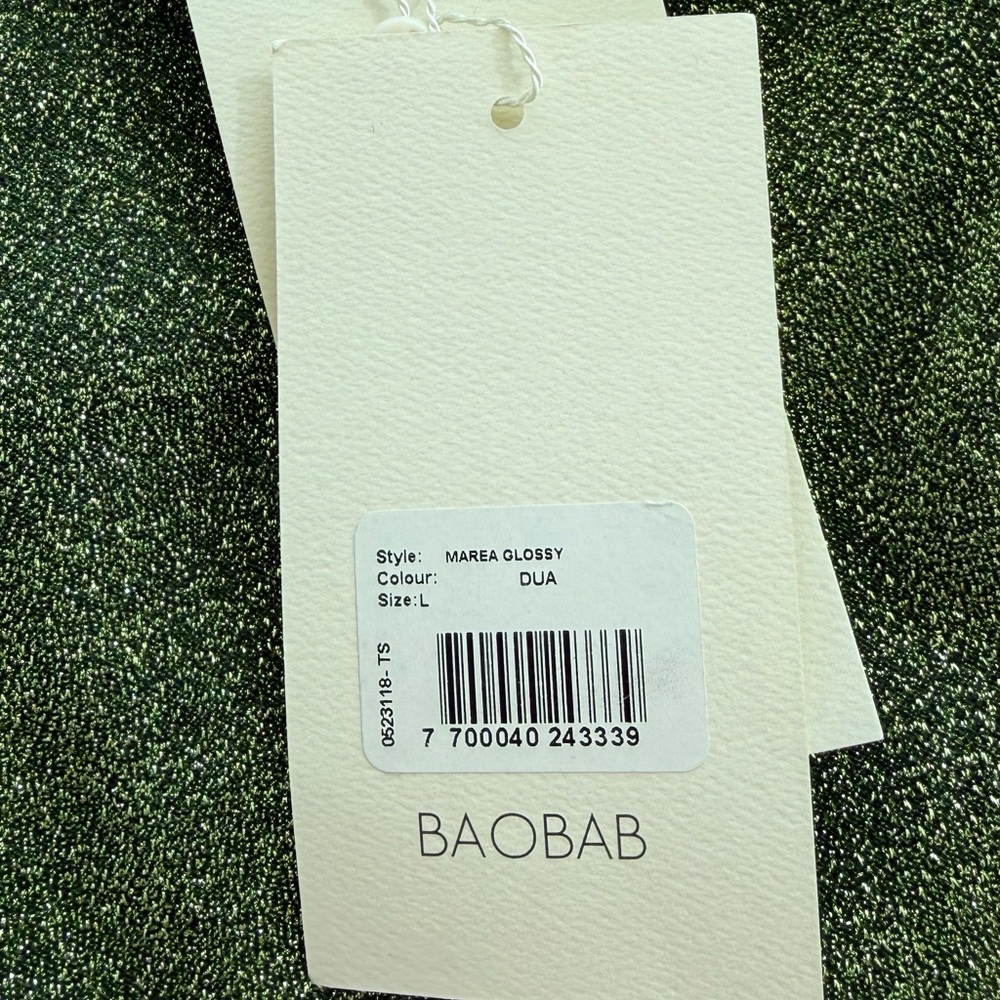 Style: MAREA GLOSSY
Colour: DUA
Size:L
0523118- TS
7 700040 243339
BAOBAB